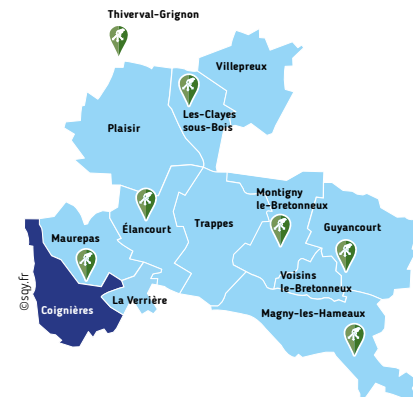 Thiverval-Grignon
Villepreux
Les-Clayes
sous-Bois
Plaisir
Montigny
le-Bretonneux
Élancourt
Trappes
Guyancourt
Maurepas
Voisins
le-Bretonneux
La Verrière
Coignières
Magny-les-Hameaux
©sqy.fr